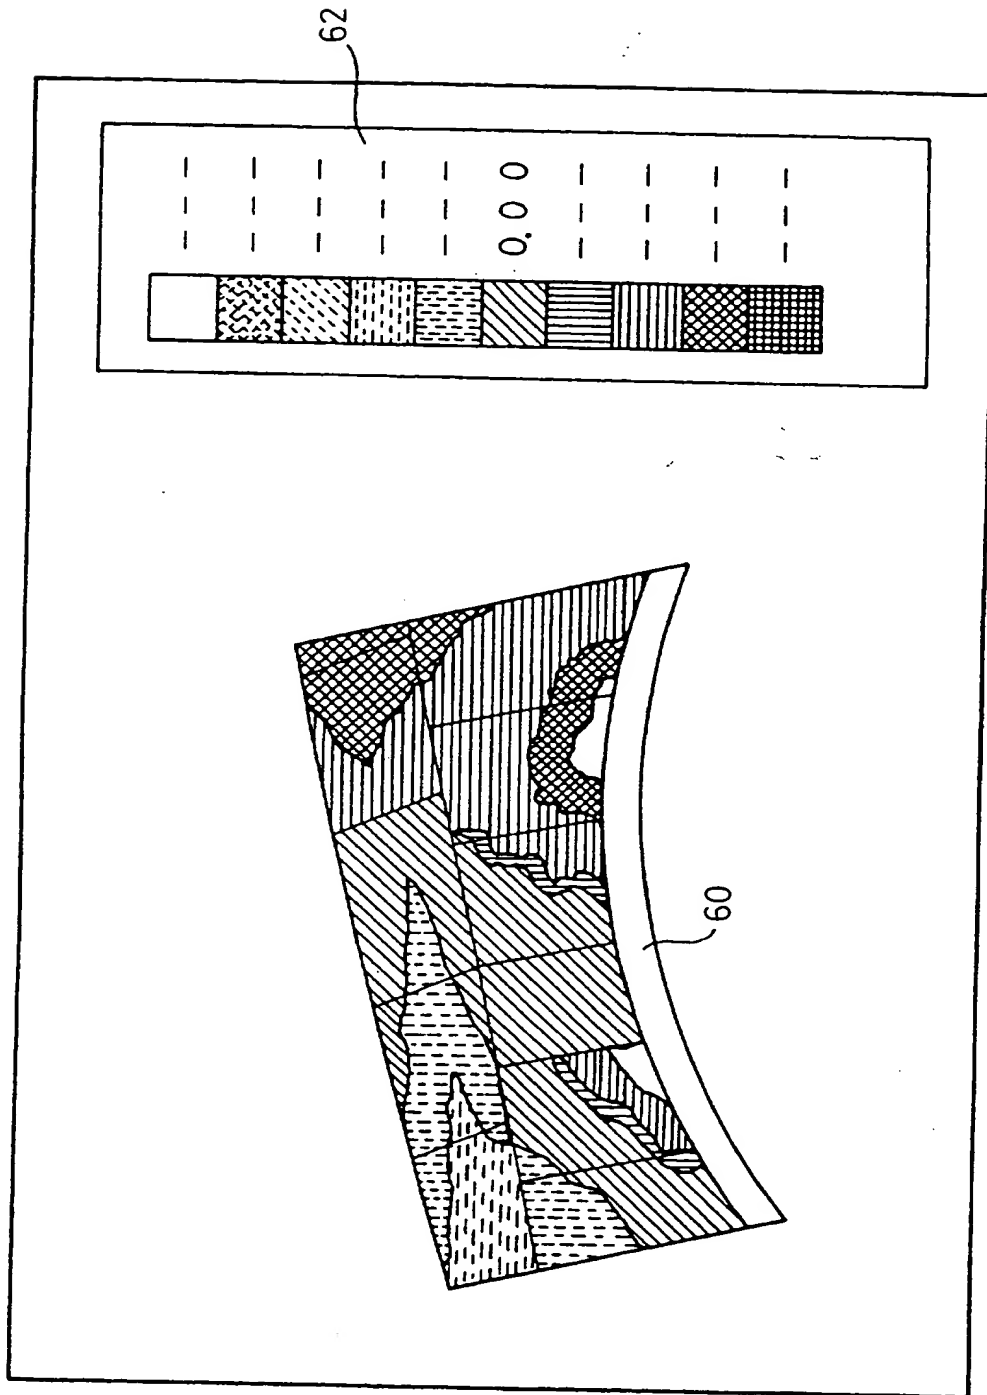 62
— — —
— — —
— — —
— — —
— — —
0.00
— — —
— — —
— — —
— — —
60